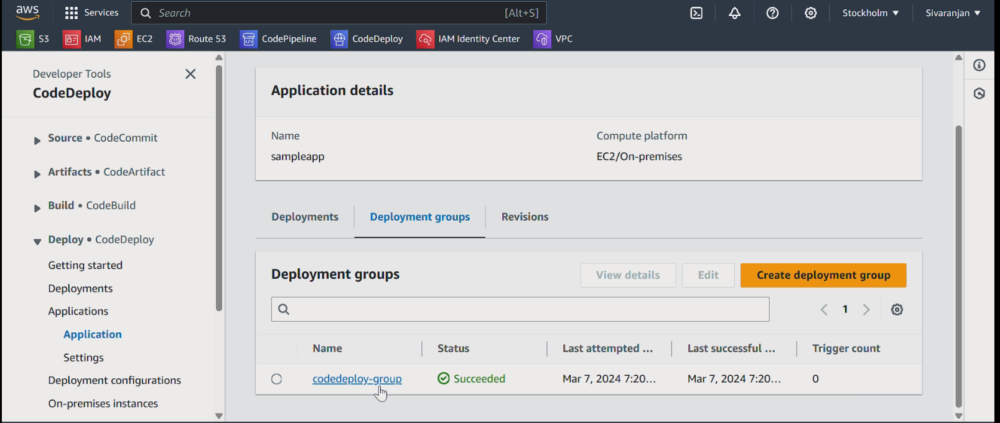 aws Services Search [Alt+S] Stockholm Sivaranjan
S3 IAM EC2 Route 53 CodePipeline CodeDeploy IAM Identity Center VPC
Developer Tools
CodeDeploy
Source • CodeCommit
Artifacts • CodeArtifact
Build • CodeBuild
Deploy • CodeDeploy
Getting started
Deployments
Applications
Application
Settings
Deployment configurations
On-premises instances
Application details
Name Compute platform
sampleapp EC2/On-premises
Deployments Deployment groups Revisions
Deployment groups View details Edit Create deployment group
1
Name Status Last attempted ... Last successful ... Trigger count
codedeploy-group Succeeded Mar 7, 2024 7:20... Mar 7, 2024 7:20... 0